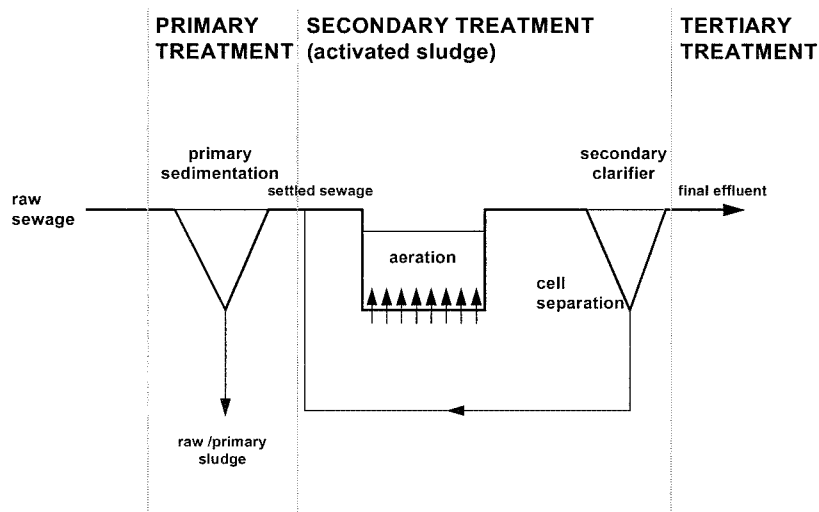 PRIMARY
TREATMENT
SECONDARY TREATMENT
(activated sludge)
TERTIARY
TREATMENT
primary
sedimentation
secondary
clarifier
raw
sewage
settled sewage
final effluent
aeration
cell
separation
raw /primary
sludge